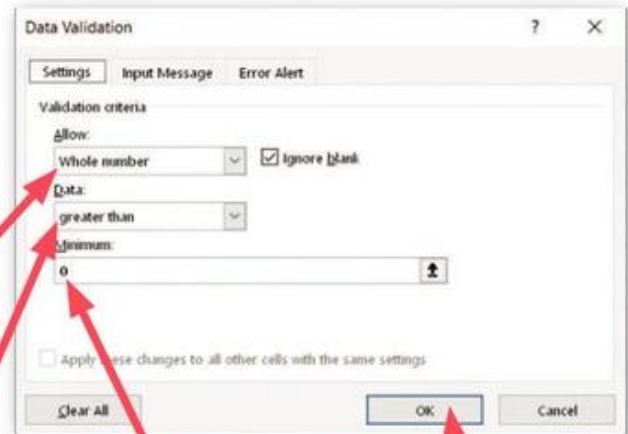 Data Validation ? ×
Settings Input Message Error Alert
Validation criteria
Allow:
Whole number Ignore blank
Data:
greater than
Minimum:
0
Apply these changes to all other cells with the same settings
Clear All OK Cancel